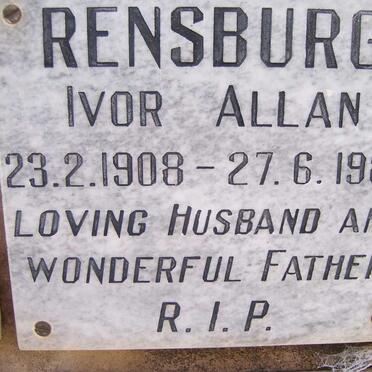 RENSBURG
IVOR ALLAN
23.2.1908 - 27.6.19
LOVING HUSBAND
WONDERFUL FATHER
R.I.P.